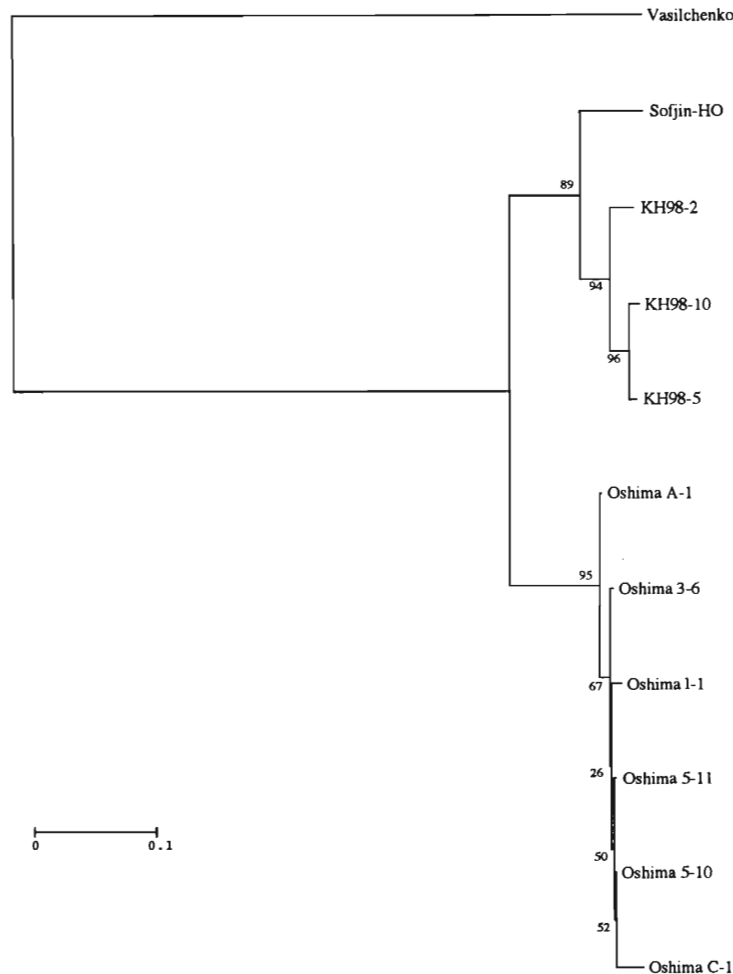 Vasilchenko
Sofjin-HO
89
KH98-2
94
KH98-10
96
KH98-5
Oshima A-1
95
Oshima 3-6
67
Oshima 1-1
26
Oshima 5-11
0 0.1
50
Oshima 5-10
52
Oshima C-1